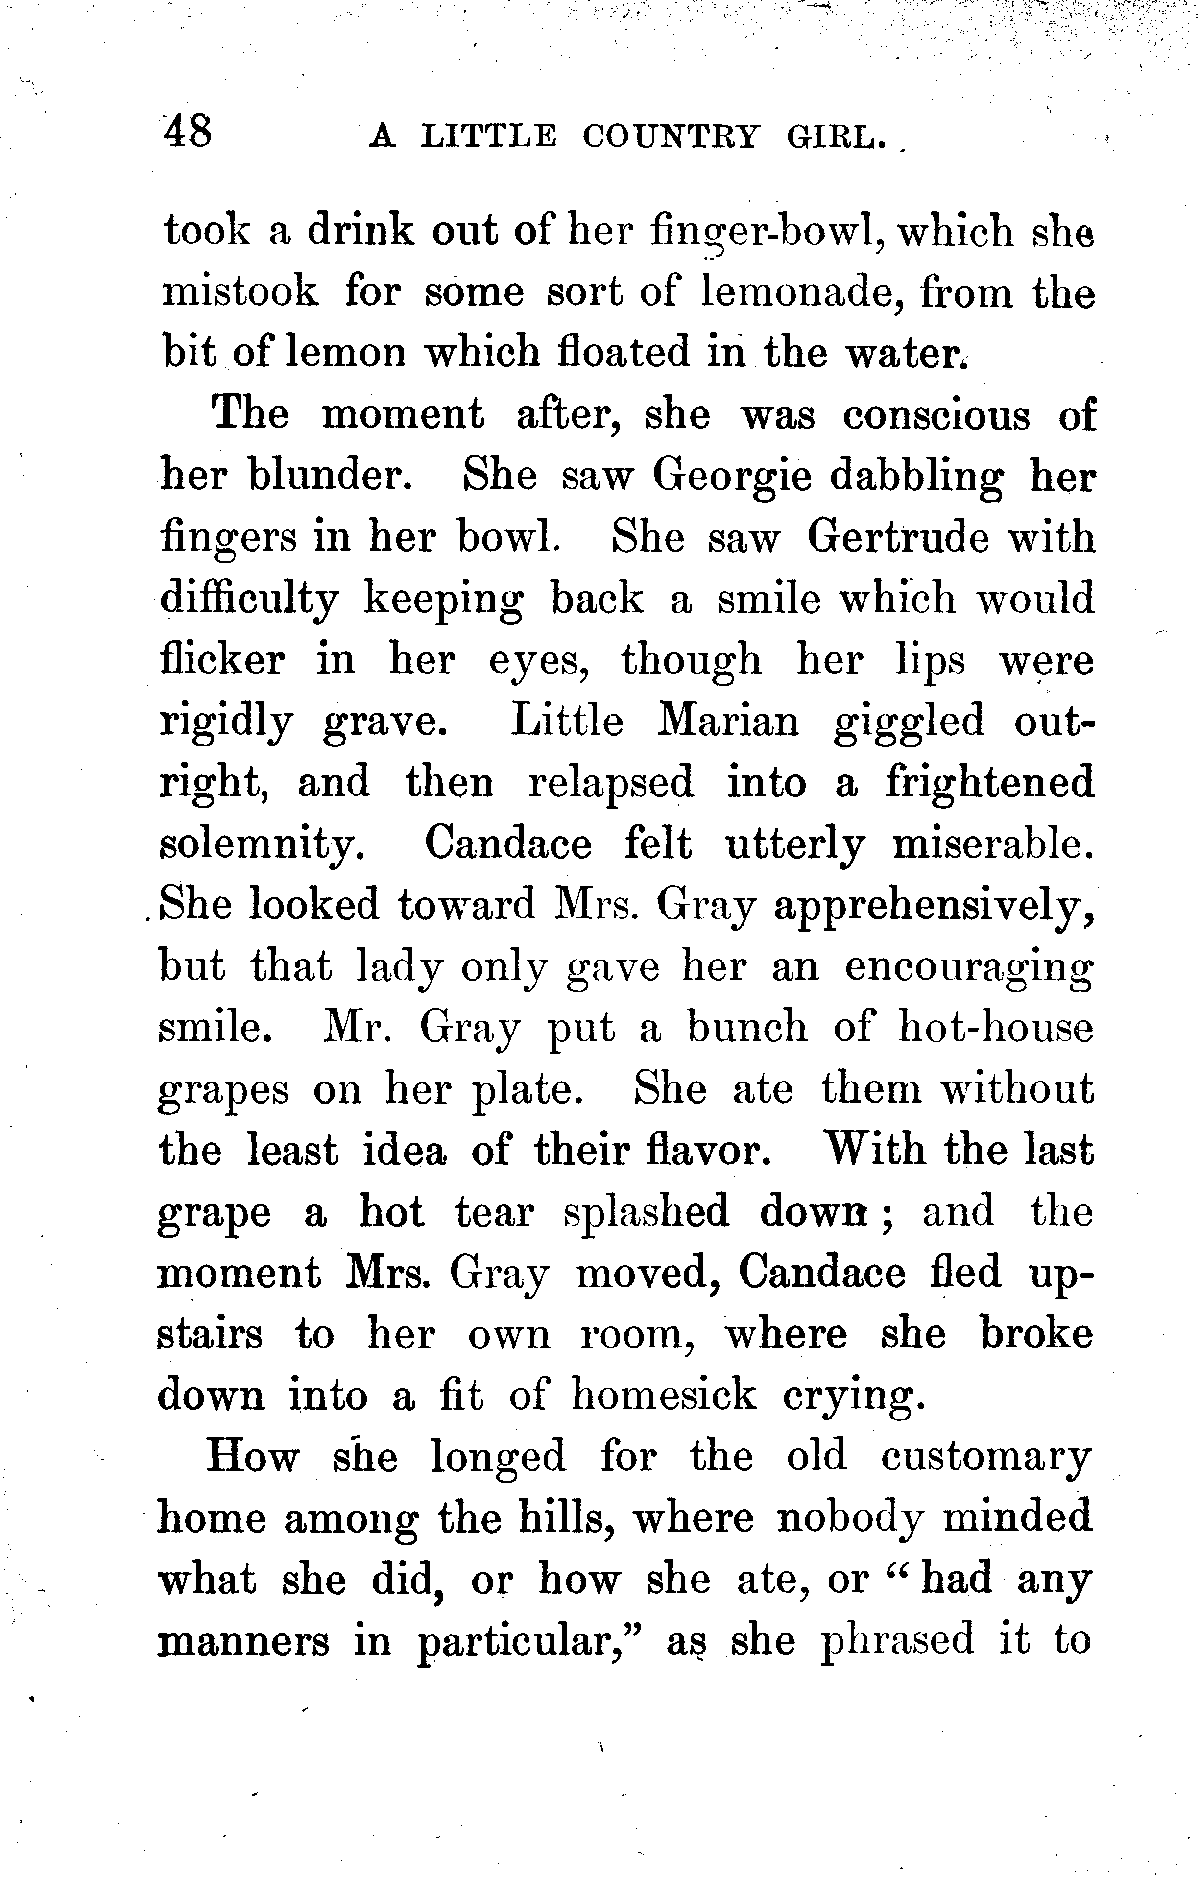 48 A LITTLE COUNTRY GIRL.
took a drink out of her finger-bowl, which she
mistook for some sort of lemonade, from the
bit of lemon which floated in the water.
The moment after, she was conscious of
her blunder. She saw Georgie dabbling her
fingers in her bowl. She saw Gertrude with
difficulty keeping back a smile which would
flicker in her eyes, though her lips were
rigidly grave. Little Marian giggled out-
right, and then relapsed into a frightened
solemnity. Candace felt utterly miserable.
She looked toward Mrs. Gray apprehensively,
but that lady only gave her an encouraging
smile. Mr. Gray put a bunch of hot-house
grapes on her plate. She ate them without
the least idea of their flavor. With the last
grape a hot tear splashed down ; and the
moment Mrs. Gray moved, Candace fled up-
stairs to her own room, where she broke
down into a fit of homesick crying.
How she longed for the old customary
home among the hills, where nobody minded
what she did, or how she ate, or “ had any
manners in particular,” as she phrased it to